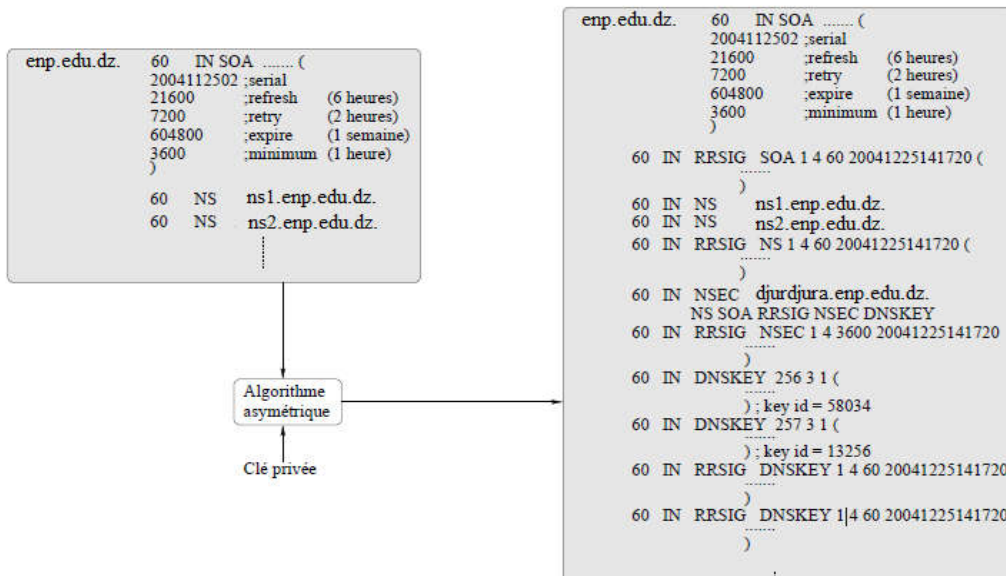 enp.edu.dz. 60 IN SOA ....... (
2004112502 ;serial
21600 ;refresh (6 heures)
7200 ;retry (2 heures)
604800 ;expire (1 semaine)
3600 ;minimum (1 heure)
)
60 NS ns1.enp.edu.dz.
60 NS ns2.enp.edu.dz.
Algorithme
asymétrique
Clé privée
enp.edu.dz. 60 IN SOA ....... (
2004112502 ;serial
21600 ;refresh (6 heures)
7200 ;retry (2 heures)
604800 ;expire (1 semaine)
3600 ;minimum (1 heure)
)
60 IN RRSIG SOA 1 4 60 20041225141720 (
.......
)
60 IN NS ns1.enp.edu.dz.
60 IN NS ns2.enp.edu.dz.
60 IN RRSIG NS 1 4 60 20041225141720 (
.......
)
60 IN NSEC djurdjura.enp.edu.dz.
NS SOA RRSIG NSEC DNSKEY
60 IN RRSIG NSEC 1 4 3600 20041225141720
.......
)
60 IN DNSKEY 256 3 1 (
.......
) ; key id = 58034
60 IN DNSKEY 257 3 1 (
.......
) ; key id = 13256
60 IN RRSIG DNSKEY 1 4 60 20041225141720
.......
)
60 IN RRSIG DNSKEY 1|4 60 20041225141720
.......
)